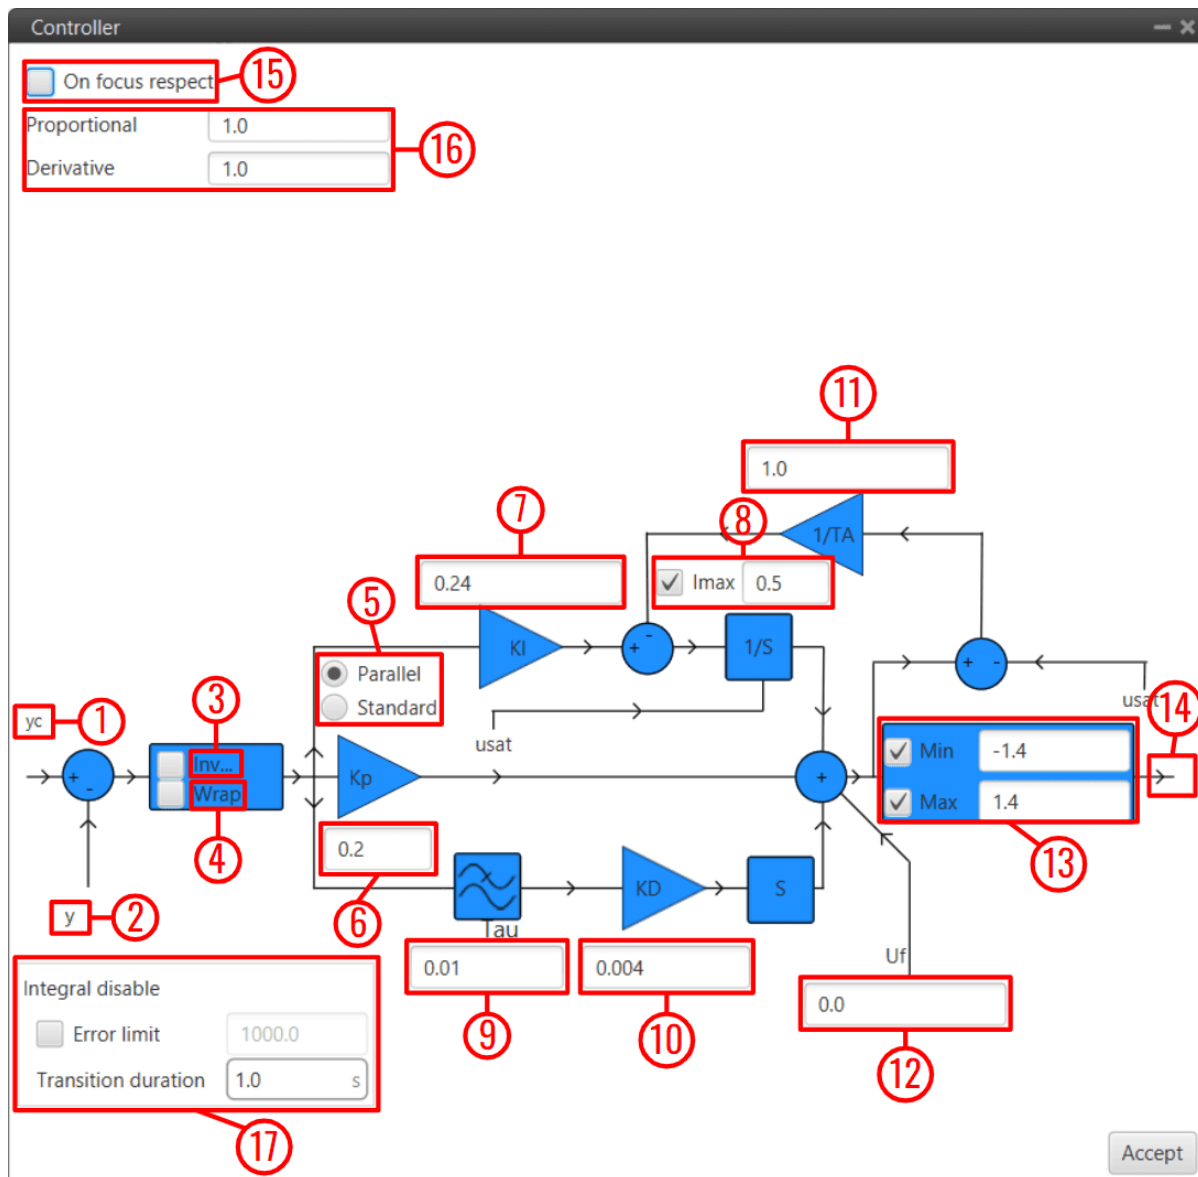 Controller
On focus respect
15
Proportional 1.0
16
Derivative 1.0
11
1.0
7
8
1/TA
0.24
Imax 0.5
5
KI
+ -
1/S
Parallel
Standard
+ -
3
14
yc
1
usat
usat
Inv...
Kp
+
Min -1.4
+ -
Wrap
Max 1.4
4
0.2
13
KD
S
y
2
6
Tau
Uf
0.01
0.004
Integral disable
0.0
Error limit 1000.0
9
10
12
Transition duration 1.0 s
17
Accept